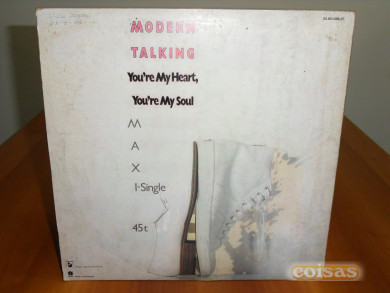 MODERN
TALKING
You're My Heart,
You're My Soul
M
A
X
I-Single
45t
coisas